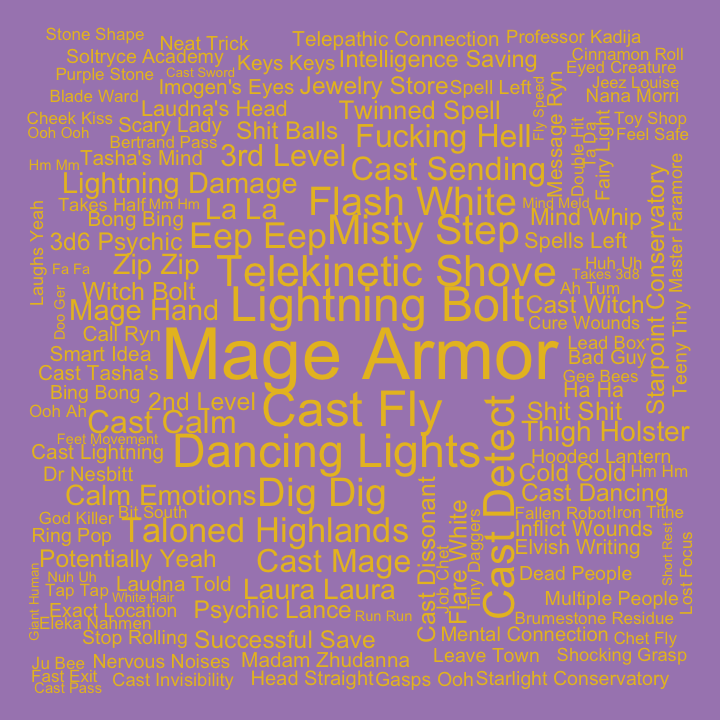 Stone Shape
Neat Trick
Telepathic Connection
Professor Kadija
Soltryce Academy
Keys Keys
Intelligence Saving
Cinnamon Roll
Purple Stone
Cast Sword
Eyed Creature
Imogen's Eyes
Jewelry Store
Spell Left
Jeez Louise
Blade Ward
Nana Morri
Laudna's Head
Twinned Spell
Fly Speed
Message Ryn
Cheek Kiss
Scary Lady
Shit Balls
Fucking Hell
Double Hit
La Da
Fairy Light
Toy Shop
Ooh Ooh
Bertrand Pass
Feel Safe
Hm Mm
Tasha's Mind
3rd Level
Cast Sending
Lightning Damage
Flash White
Takes Half
Mm Hm
La La
Mind Meld
Mind Whip
Bong Bing
Laughs Yeah
3d6 Psychic
Eep Eep
Misty Step
Spells Left
Starpoint Conservatory
Master Faramore
Fa Fa
Zip Zip
Telekinetic Shove
Huh Uh
Takes 3d8
Witch Bolt
Ah Tum
Mage Hand
Lightning Bolt
Cast Witch
Doo Ger
Call Ryn
Cure Wounds
Smart Idea
Mage Armor
Lead Box
Bad Guy
Teeny Tiny
Cast Tasha's
Gee Bees
Bing Bong
2nd Level
Cast Fly
Ha Ha
Ooh Ah
Cast Calm
Shit Shit
Feet Movement
Thigh Holster
Cast Lightning
Dancing Lights
Cast Detect
Hooded Lantern
Dr Nesbitt
Cold Cold
Hm Hm
Calm Emotions
Dig Dig
Cast Dancing
God Killer
Bit South
Fallen Robot
Iron Tithe
Ring Pop
Taloned Highlands
Cast Dissonant
Flare White
Tiny Daggers
Inflict Wounds
Elvish Writing
Potentially Yeah
Cast Mage
Job Chet
Short Rest
Lost Focus
Nuh Uh
Dead People
Tap Tap
Laudna Told
Laura Laura
Giant Human
White Hair
Multiple People
Exact Location
Psychic Lance
Run Run
Eleka Nahmen
Brumestone Residue
Stop Rolling
Successful Save
Mental Connection
Chet Fly
Ju Bee
Nervous Noises
Madam Zhudanna
Leave Town
Shocking Grasp
Fast Exit
Cast Pass
Cast Invisibility
Head Straight
Gasps Ooh
Starlight Conservatory